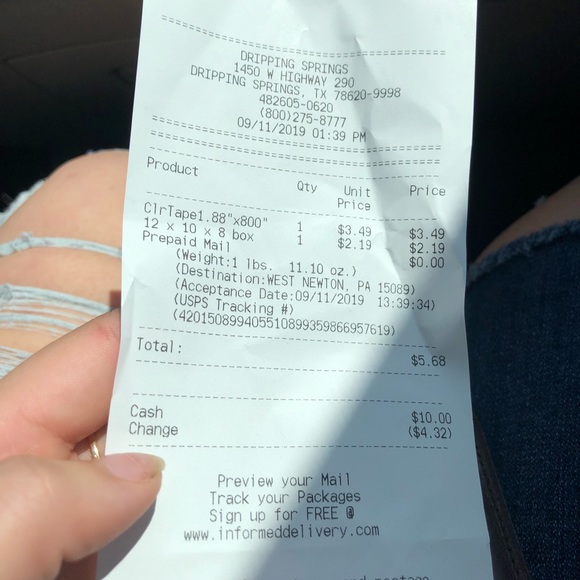 DRIPPING SPRINGS
1450 W HIGHWAY 290
DRIPPING SPRINGS, TX 78620-9998
482605-0620
(800)275-8777
09/11/2019 01:39 PM
Product Qty Unit Price Price
ClrTape1.88"x800" 1 $3.49 $3.49
12 x 10 x 8 box 1 $2.19 $2.19
Prepaid Mail $0.00
(Weight:1 lbs. 11.10 oz.)
(Destination:WEST NEWTON, PA 15089)
(Acceptance Date:09/11/2019 13:39:34)
(USPS Tracking #)
(420150899405510899359866957619)
Total: $5.68
Cash $10.00
Change ($4.32)
Preview your Mail
Track your Packages
Sign up for FREE @
www.informeddelivery.com